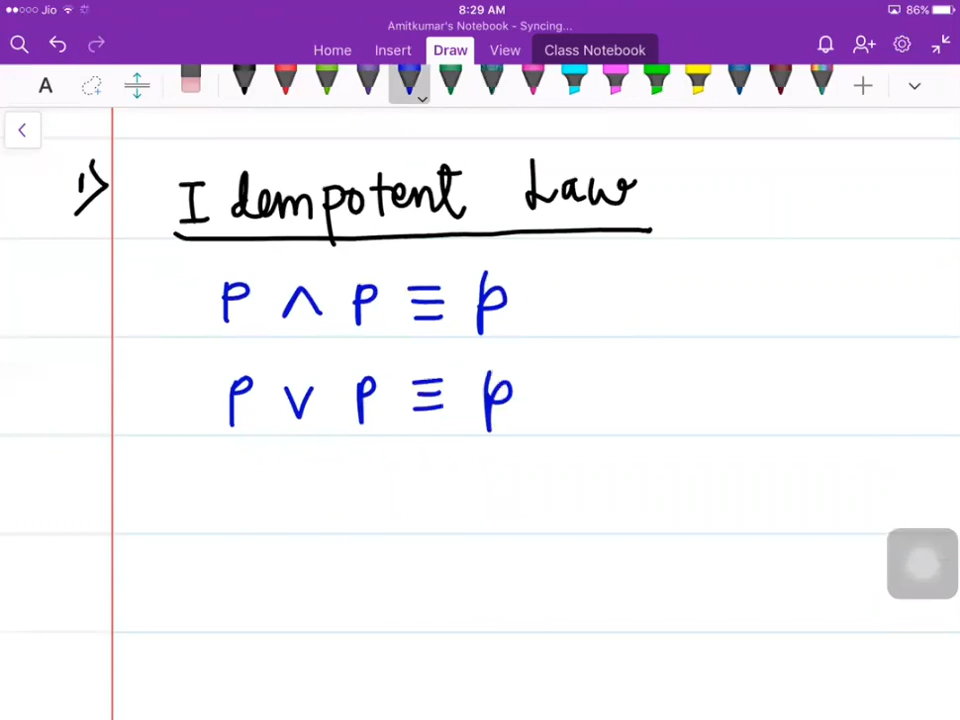 Jio 8:29 AM 86%
Amitkumar's Notebook - Syncing...
Home Insert Draw View Class Notebook
A
1) Idempotent Law
p ∧ p ≡ p
p ∨ p ≡ p